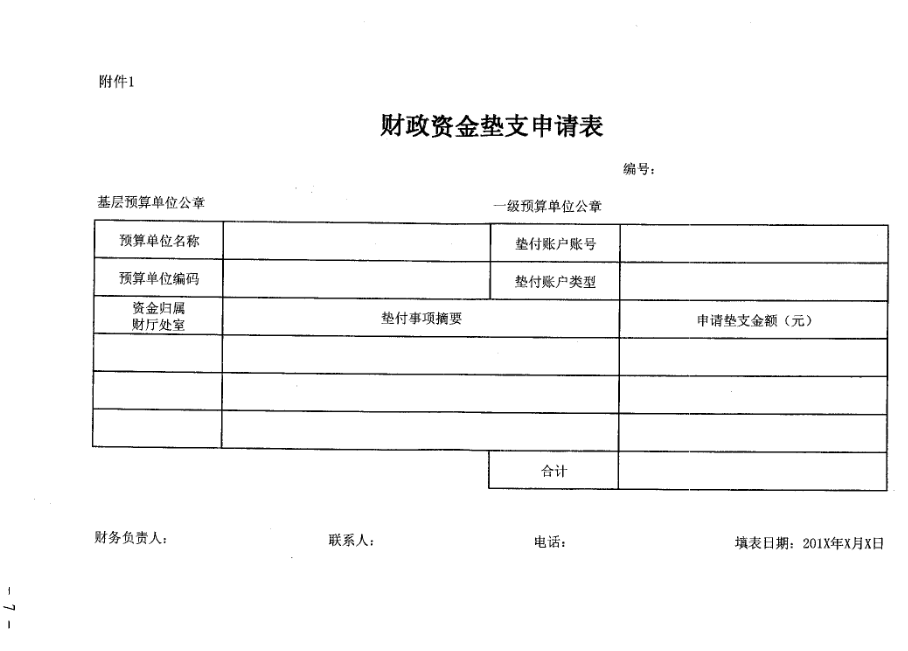 附件1
财政资金垫支申请表
编号：
基层预算单位公章 一级预算单位公章
预算单位名称 垫付账户账号
预算单位编码 垫付账户类型
资金归属
财厅处室
垫付事项摘要 申请垫支金额（元）
合计
财务负责人： 联系人： 电话： 填表日期：201X年X月X日
- 7 -